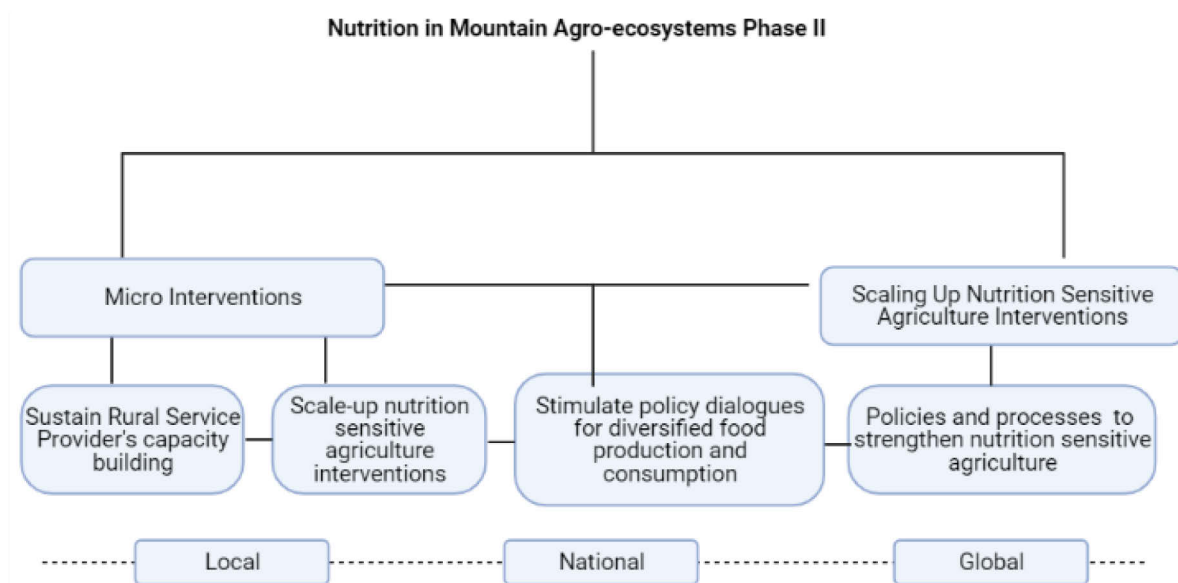 Nutrition in Mountain Agro-ecosystems Phase II
Micro Interventions
Scaling Up Nutrition Sensitive
Agriculture Interventions
Sustain Rural Service
Provider's capacity
building
Scale-up nutrition
sensitive
agriculture
interventions
Stimulate policy dialogues
for diversified food
production and
consumption
Policies and processes to
strengthen nutrition sensitive
agriculture
Local
National
Global